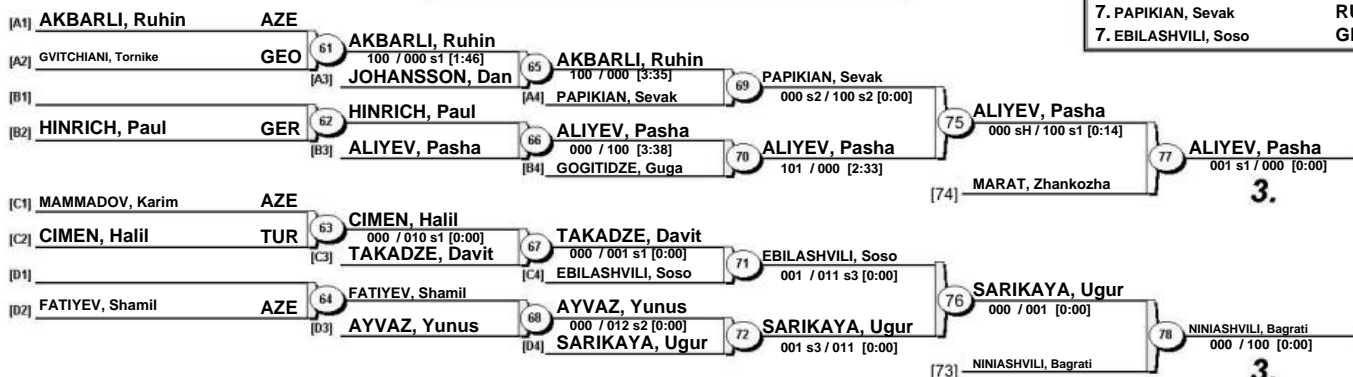 7. PAPIKIAN, Sevak
7. EBILASHVILI, Soso
[A1] AKBARLI, Ruhin AZE
[A2] GVITCHIANI, Tornike GEO
61 AKBARLI, Ruhin
100 / 000 s1 [1:46]
[A3] JOHANSSON, Dan
65 AKBARLI, Ruhin
100 / 000 [3:35]
[A4] PAPIKIAN, Sevak
69 PAPIKIAN, Sevak
000 s2 / 100 s2 [0:00]
[B1]
[B2] HINRICH, Paul GER
62 HINRICH, Paul
[B3] ALIYEV, Pasha
66 ALIYEV, Pasha
000 / 100 [3:38]
[B4] GOGITIDZE, Guga
70 ALIYEV, Pasha
101 / 000 [2:33]
75 ALIYEV, Pasha
000 sH / 100 s1 [0:14]
[74] MARAT, Zhankozha
77 ALIYEV, Pasha
001 s1 / 000 [0:00]
3.
[C1] MAMMADOV, Karim AZE
[C2] CIMEN, Halil TUR
63 CIMEN, Halil
000 / 010 s1 [0:00]
[C3] TAKADZE, Davit
67 TAKADZE, Davit
000 / 001 s1 [0:00]
[C4] EBILASHVILI, Soso
71 EBILASHVILI, Soso
001 / 011 s3 [0:00]
[D1]
[D2] FATIYEV, Shamil AZE
64 FATIYEV, Shamil
[D3] AYVAZ, Yunus
68 AYVAZ, Yunus
000 / 012 s2 [0:00]
[D4] SARIKAYA, Ugur
72 SARIKAYA, Ugur
001 s3 / 011 [0:00]
76 SARIKAYA, Ugur
000 / 001 [0:00]
[73] NINIASHVILI, Bagrati
78 NINIASHVILI, Bagrati
000 / 100 [0:00]
3.